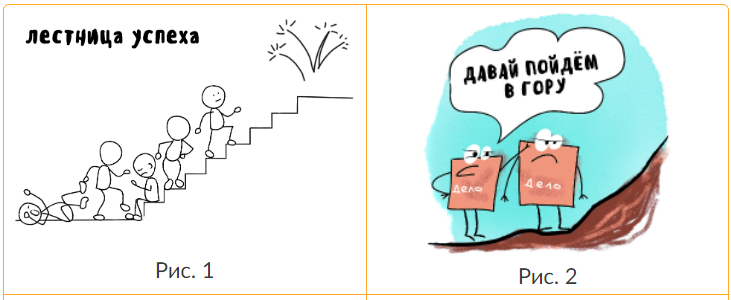 лестница успеха
Рис. 1
ДАВАЙ ПОЙДЁМ
В ГОРУ
Дело
Дело
Рис. 2